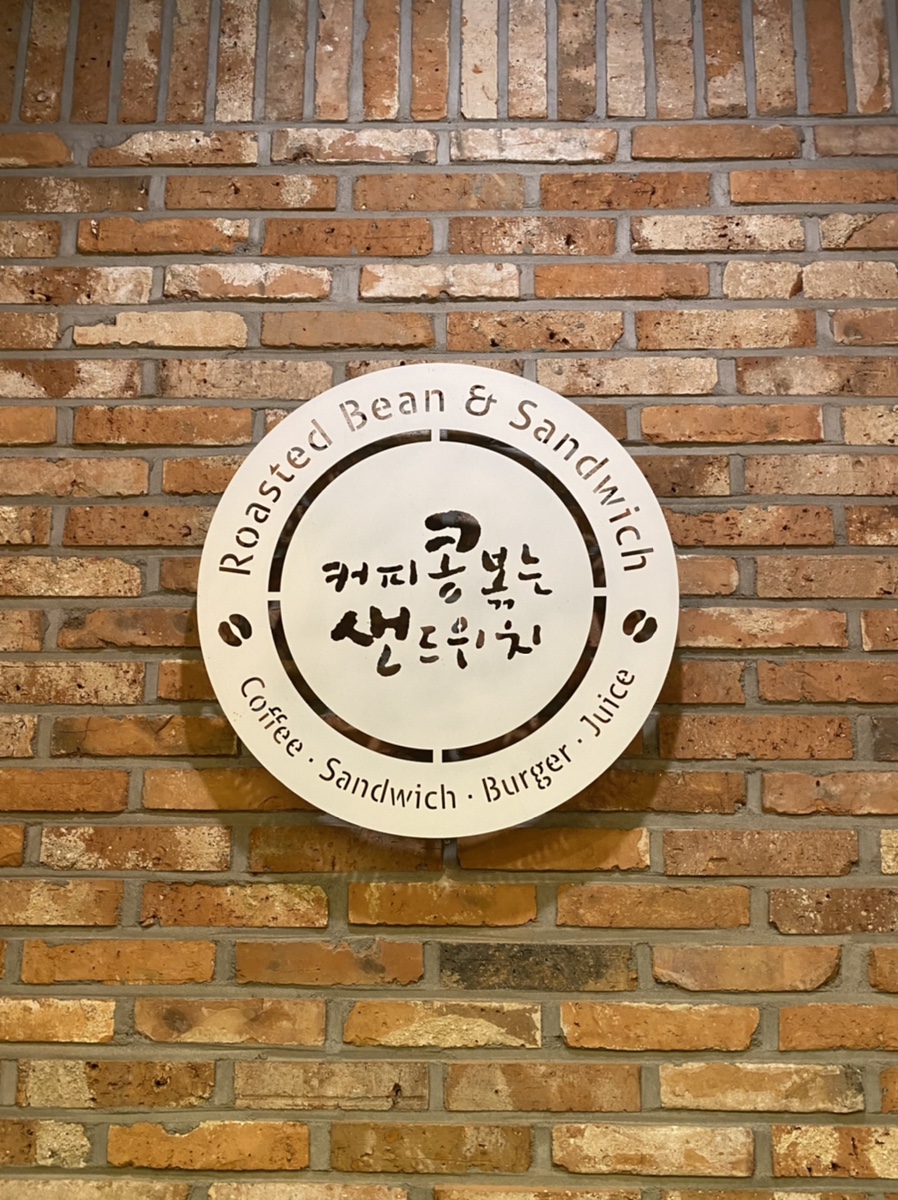 Roasted Bean & Sandwich
커피콩볶는
샌드위치
Coffee · Sandwich · Burger · Juice